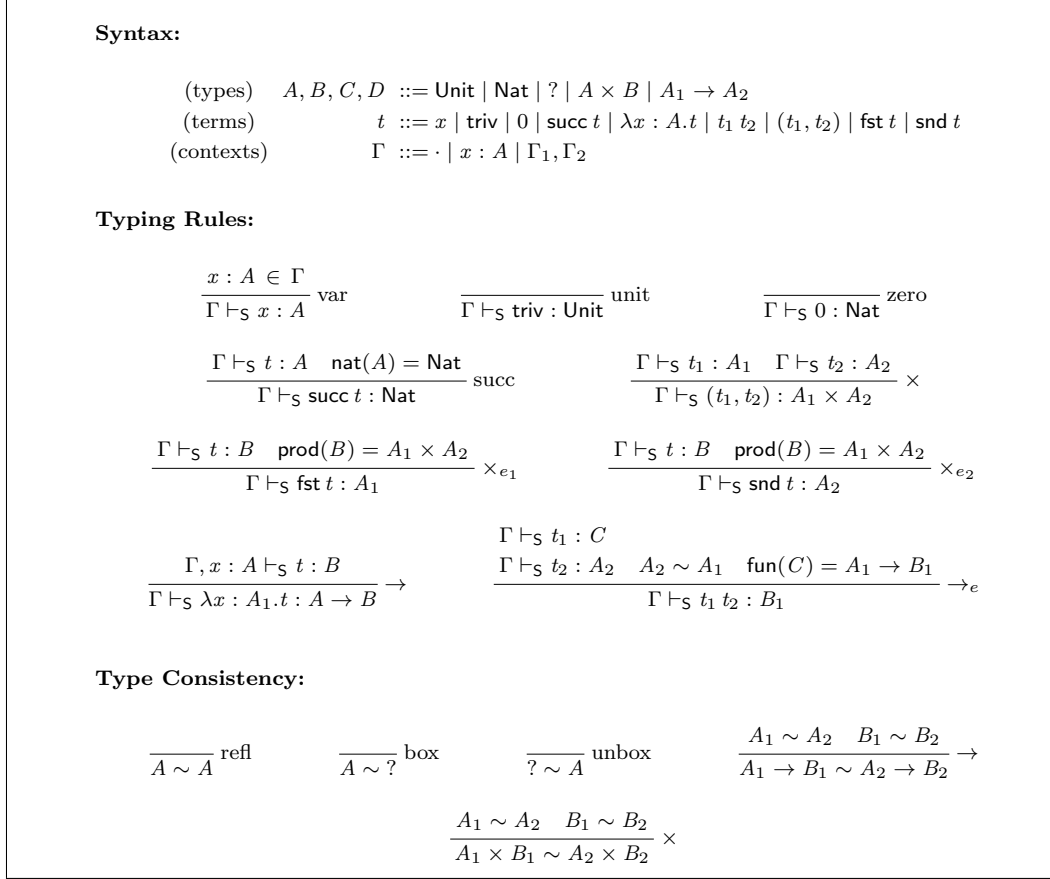 Syntax:
(types) A, B, C, D ::= Unit | Nat | ? | A × B | A₁ → A₂
(terms) t ::= x | triv | 0 | succ t | λx : A.t | t₁ t₂ | (t₁, t₂) | fst t | snd t
(contexts) Γ ::= · | x : A | Γ₁, Γ₂
Typing Rules:
x : A ∈ Γ
Γ ⊢S x : A var
Γ ⊢S triv : Unit unit
Γ ⊢S 0 : Nat zero
Γ ⊢S t : A nat(A) = Nat
Γ ⊢S succ t : Nat succ
Γ ⊢S t₁ : A₁ Γ ⊢S t₂ : A₂
Γ ⊢S (t₁, t₂) : A₁ × A₂ ×
Γ ⊢S t : B prod(B) = A₁ × A₂
Γ ⊢S fst t : A₁ ×e₁
Γ ⊢S t : B prod(B) = A₁ × A₂
Γ ⊢S snd t : A₂ ×e₂
Γ, x : A ⊢S t : B
Γ ⊢S λx : A₁.t : A → B →
Γ ⊢S t₁ : C
Γ ⊢S t₂ : A₂ A₂ ∼ A₁ fun(C) = A₁ → B₁
Γ ⊢S t₁ t₂ : B₁ →e
Type Consistency:
A ∼ A refl
A ∼ ? box
? ∼ A unbox
A₁ ∼ A₂ B₁ ∼ B₂
A₁ → B₁ ∼ A₂ → B₂ →
A₁ ∼ A₂ B₁ ∼ B₂
A₁ × B₁ ∼ A₂ × B₂ ×